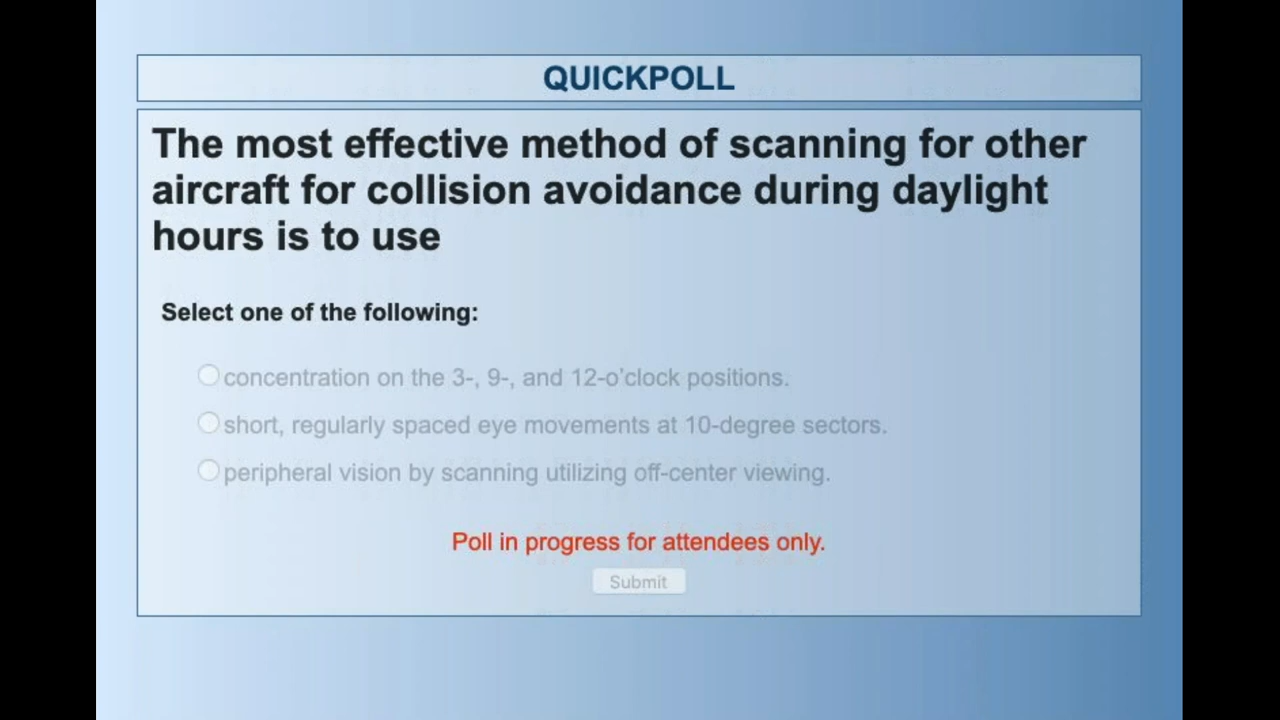 QUICKPOLL
The most effective method of scanning for other
aircraft for collision avoidance during daylight
hours is to use
Select one of the following:
concentration on the 3-, 9-, and 12-o'clock positions.
short, regularly spaced eye movements at 10-degree sectors.
peripheral vision by scanning utilizing off-center viewing.
Poll in progress for attendees only.
Submit